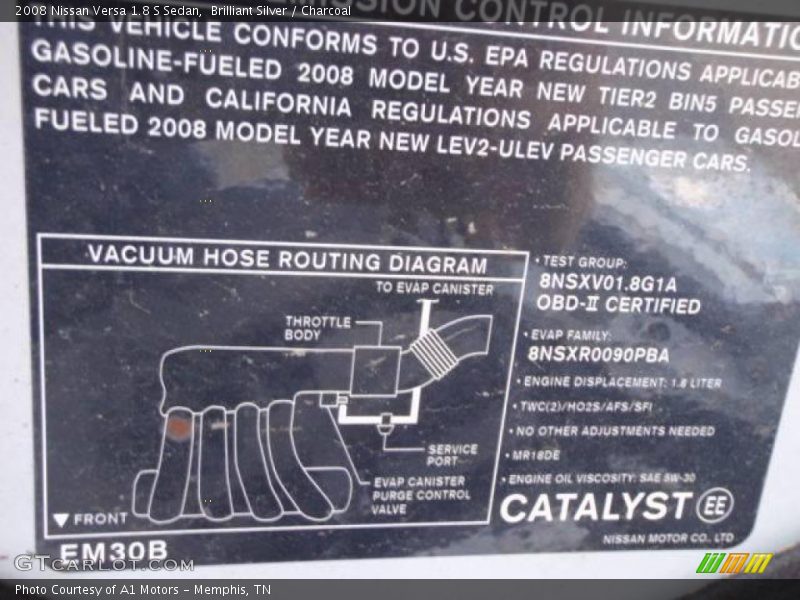 2008 Nissan Versa 1.8 S Sedan, Brilliant Silver / Charcoal
CONTROL INFORMATIO
THIS VEHICLE CONFORMS TO U.S. EPA REGULATIONS APPLICAB
GASOLINE-FUELED 2008 MODEL YEAR NEW TIER2 BIN5 PASSEN
CARS AND CALIFORNIA REGULATIONS APPLICABLE TO GASOL
FUELED 2008 MODEL YEAR NEW LEV2-ULEV PASSENGER CARS.
VACUUM HOSE ROUTING DIAGRAM
TO EVAP CANISTER
THROTTLE
BODY
SERVICE
PORT
EVAP CANISTER
PURGE CONTROL
VALVE
▼ FRONT
EM30B
• TEST GROUP:
8NSXV01.8G1A
OBD-II CERTIFIED
• EVAP FAMILY:
8NSXR0090PBA
• ENGINE DISPLACEMENT: 1.8 LITER
• TWC(2)/HO2S/AFS/SFI
• NO OTHER ADJUSTMENTS NEEDED
• MR18DE
• ENGINE OIL VISCOSITY: SAE 5W-30
CATALYST EE
NISSAN MOTOR CO., LTD
GTCARLOT.COM
Photo Courtesy of A1 Motors - Memphis, TN